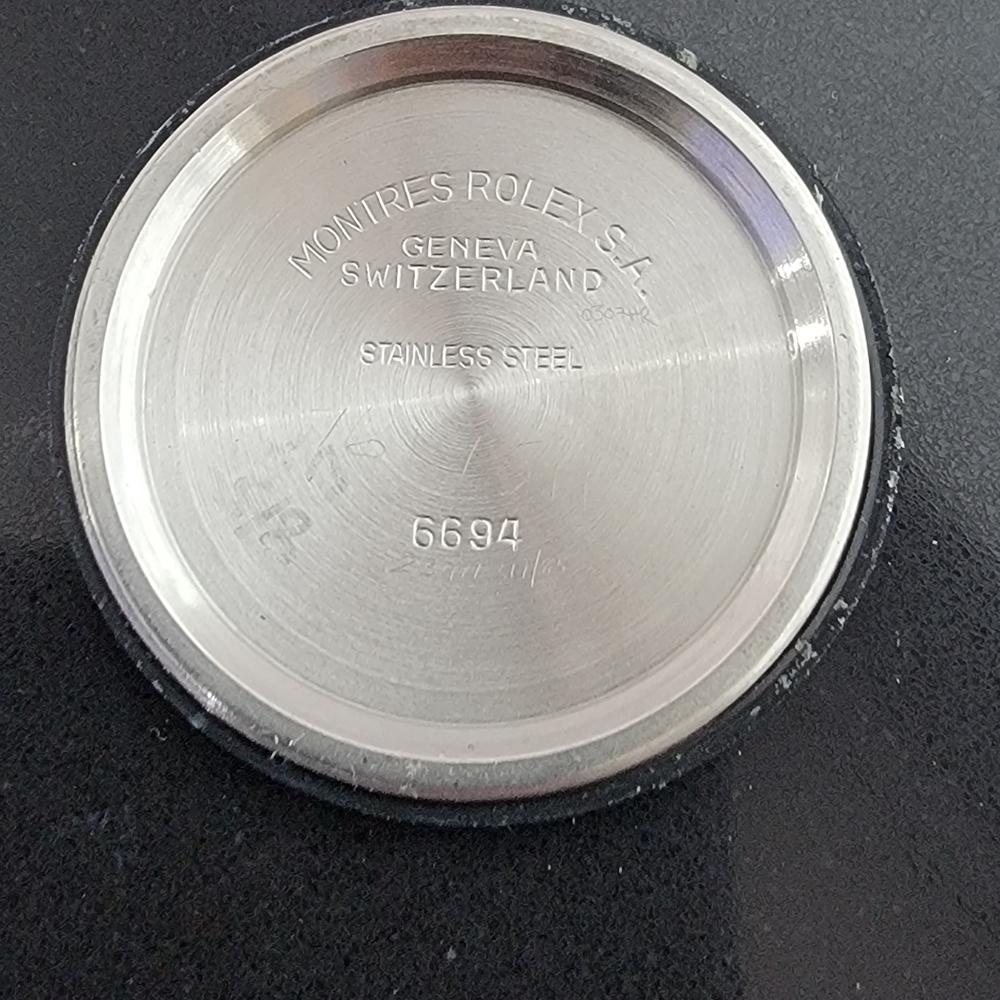 MONTRES ROLEX S.A.
GENEVA
SWITZERLAND
STAINLESS STEEL
6694